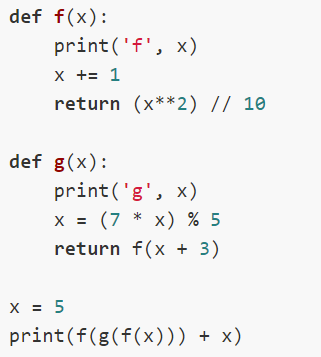 def f(x):
    print('f', x)
    x += 1
    return (x**2) // 10

def g(x):
    print('g', x)
    x = (7 * x) % 5
    return f(x + 3)

x = 5
print(f(g(f(x))) + x)